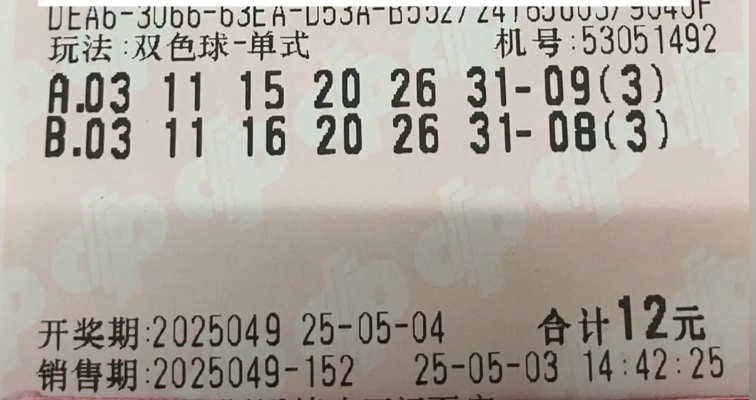 玩法:双色球-单式 机号:53051492
A.03 11 15 20 26 31-09(3)
B.03 11 16 20 26 31-08(3)
开奖期:2025049 25-05-04 合计12元
销售期:2025049-152 25-05-03 14:42:25